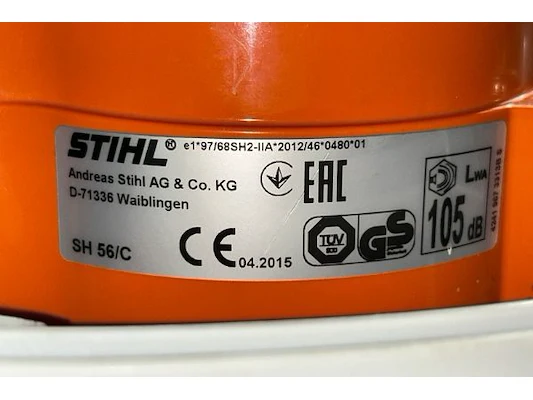 STIHL® e1*97/68SH2-IIA*2012/46*0480*01
Andreas Stihl AG & Co. KG
D-71336 Waiblingen
EAC
LWA
105 dB
SH 56/C
CE 04.2015
TÜV
GS